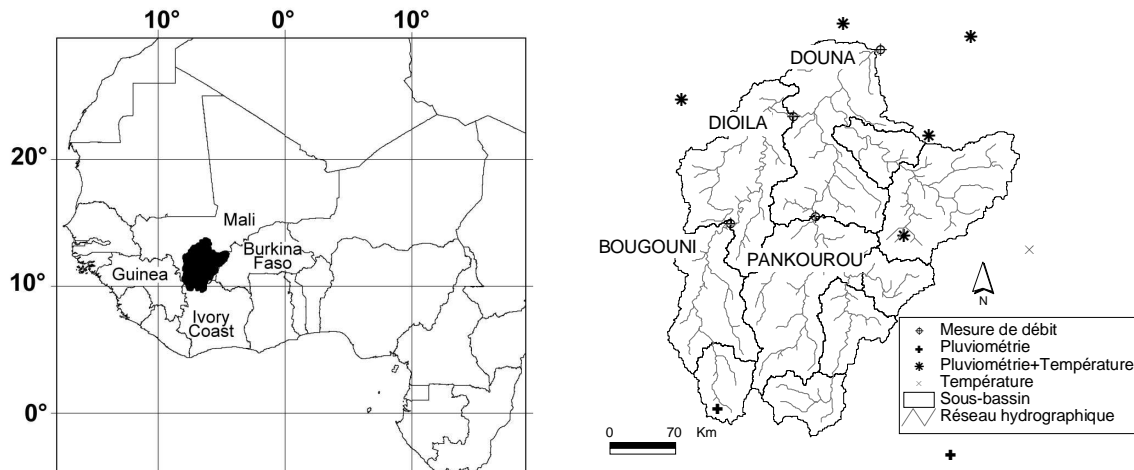 10° 0° 10°
20°
10°
0°
Mali
Burkina
Faso
Guinea
Ivory
Coast
DOUNA
DIOILA
BOUGOUNI
PANKOUROU
N
0 70 Km
Mesure de débit
Pluviométrie
Pluviométrie+Température
Température
Sous-bassin
Réseau hydrographique